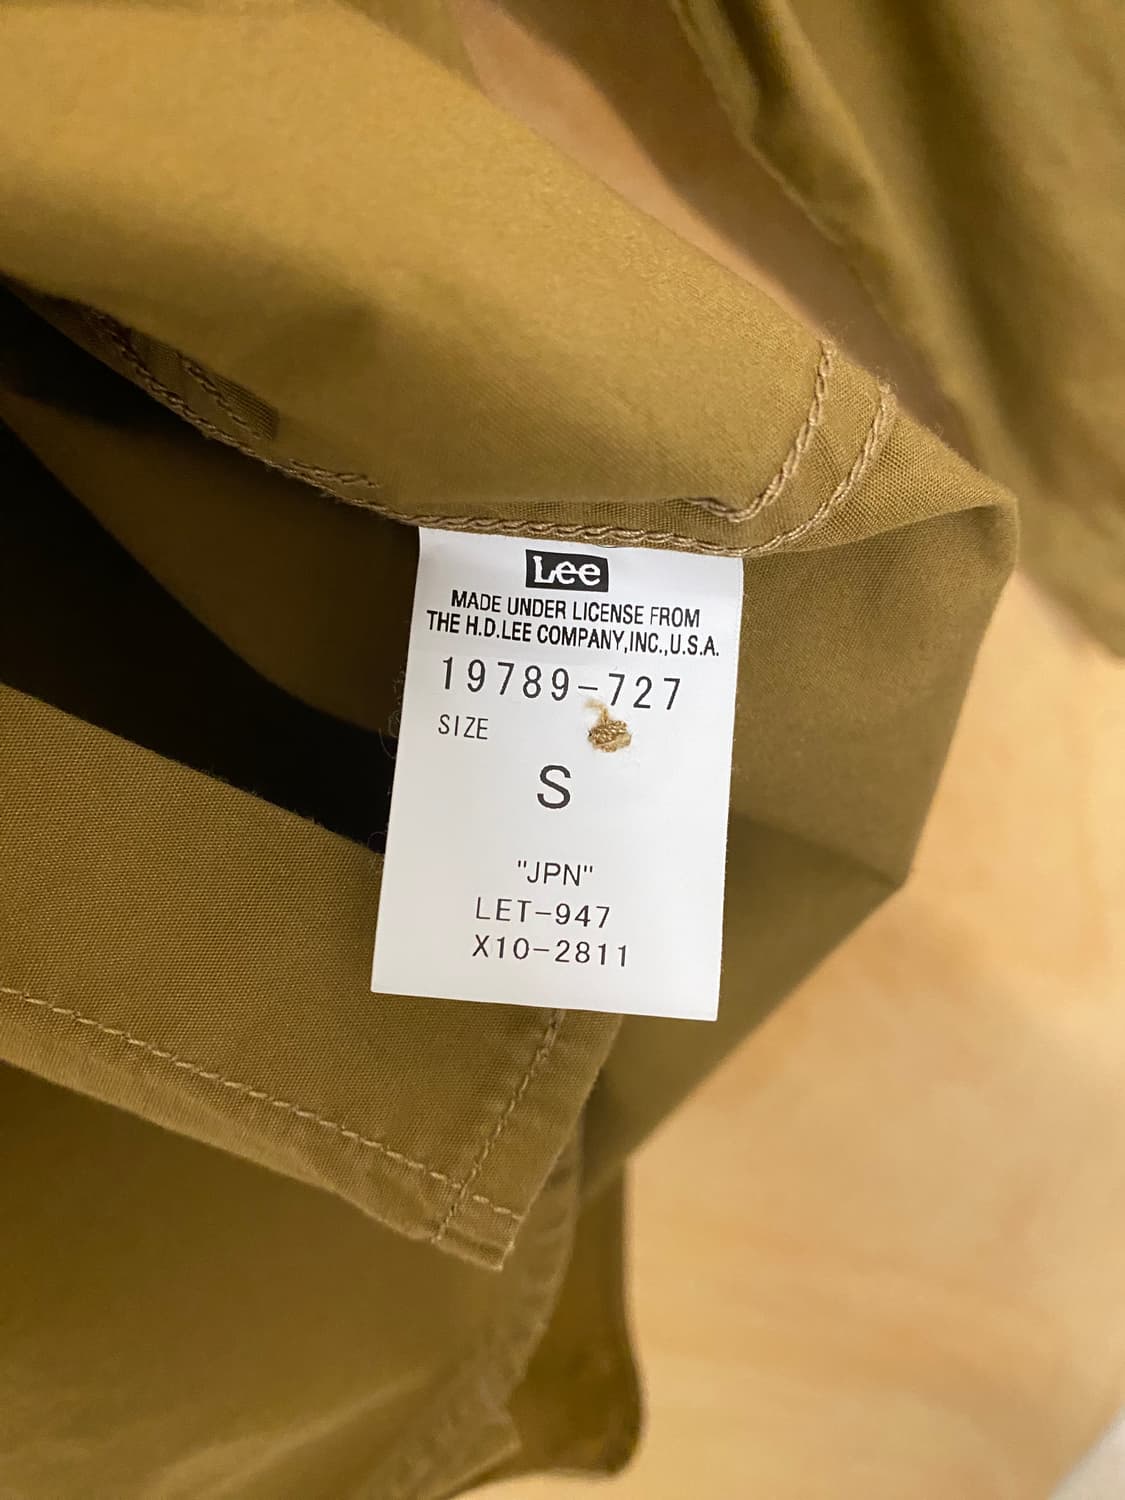 Lee
MADE UNDER LICENSE FROM
THE H.D.LEE COMPANY,INC.,U.S.A.
19789-727
SIZE
S
"JPN"
LET-947
X10-2811